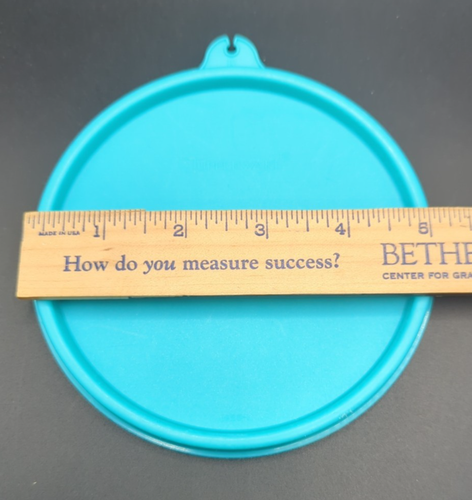 MADE IN USA 1 2 3 4 5
How do you measure success? BETHE
CENTER FOR GRA